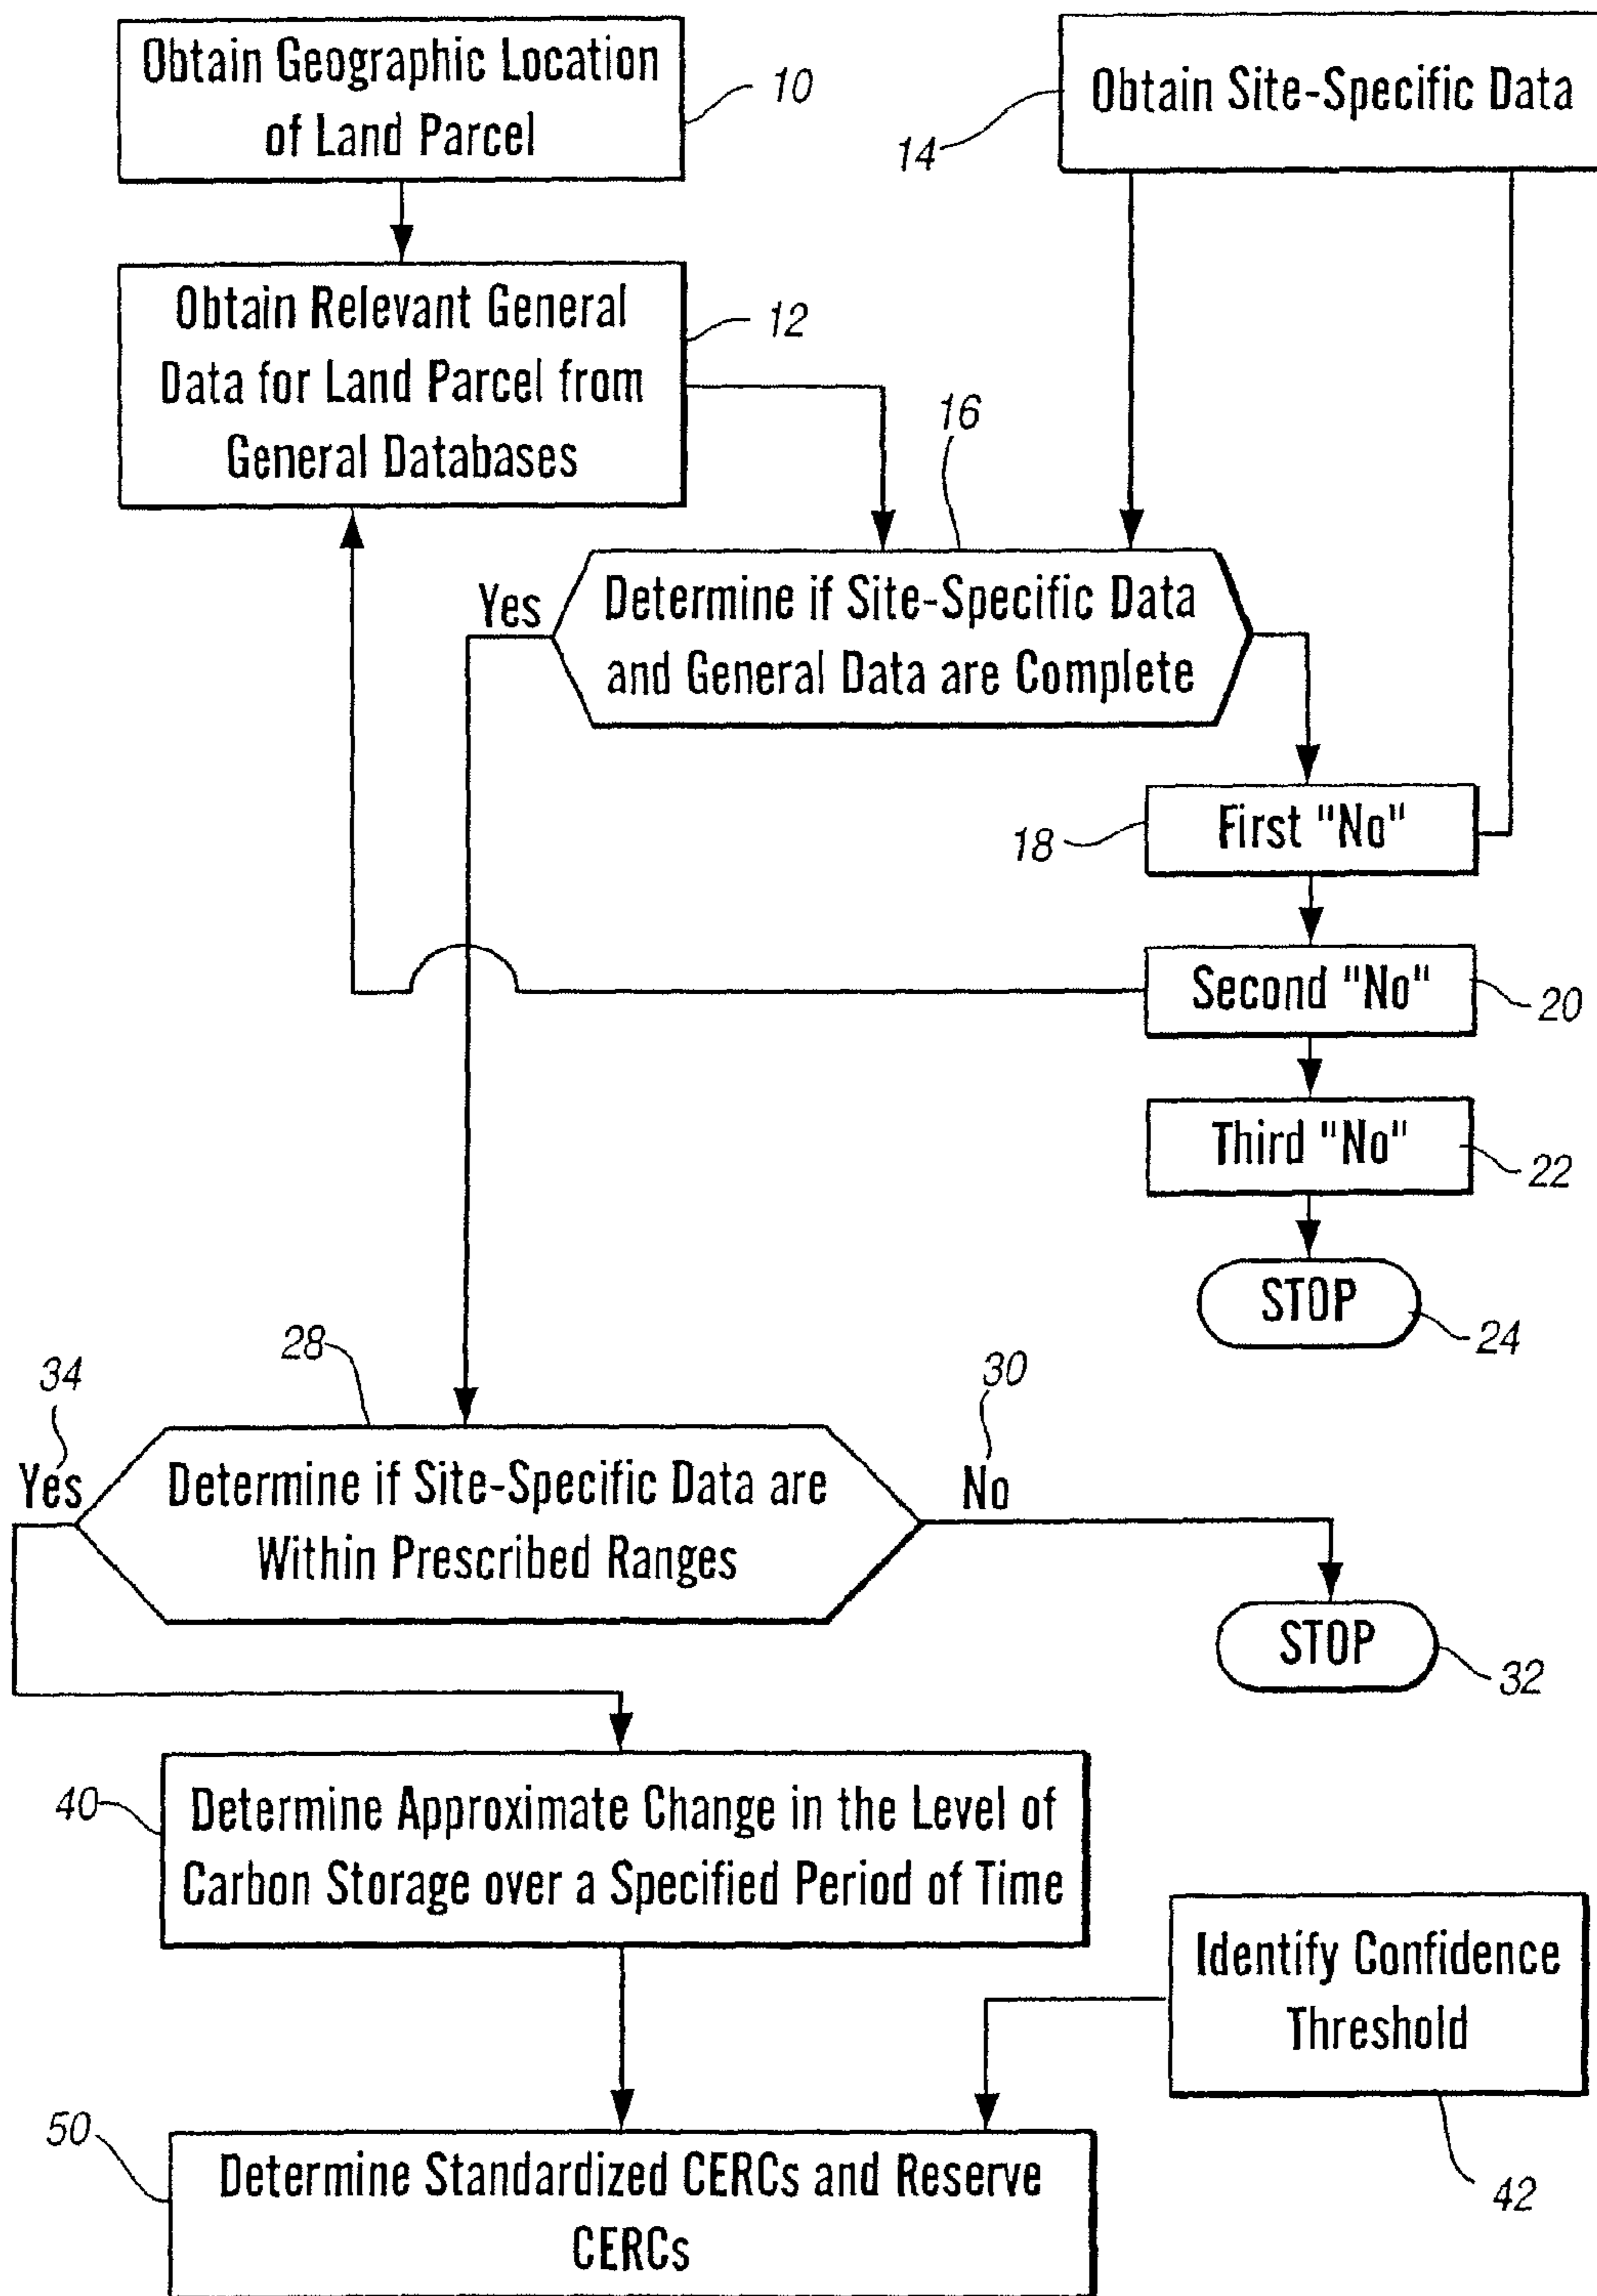 Obtain Geographic Location
of Land Parcel
10
Obtain Site-Specific Data
14
Obtain Relevant General
Data for Land Parcel from
General Databases
12
16
Yes
Determine if Site-Specific Data
and General Data are Complete
First "No"
18
Second "No"
20
Third "No"
22
STOP
24
28
34
30
Yes
Determine if Site-Specific Data are
Within Prescribed Ranges
No
STOP
32
40
Determine Approximate Change in the Level of
Carbon Storage over a Specified Period of Time
Identify Confidence
Threshold
42
50
Determine Standardized CERCs and Reserve
CERCs